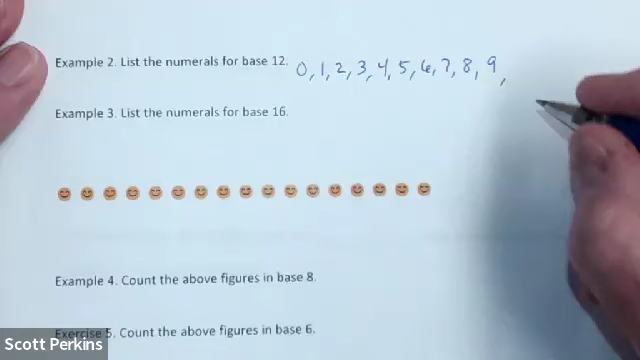 Example 2. List the numerals for base 12. 0, 1, 2, 3, 4, 5, 6, 7, 8, 9,
Example 3. List the numerals for base 16.
Example 4. Count the above figures in base 8.
Exercise 5. Count the above figures in base 6.
Scott Perkins